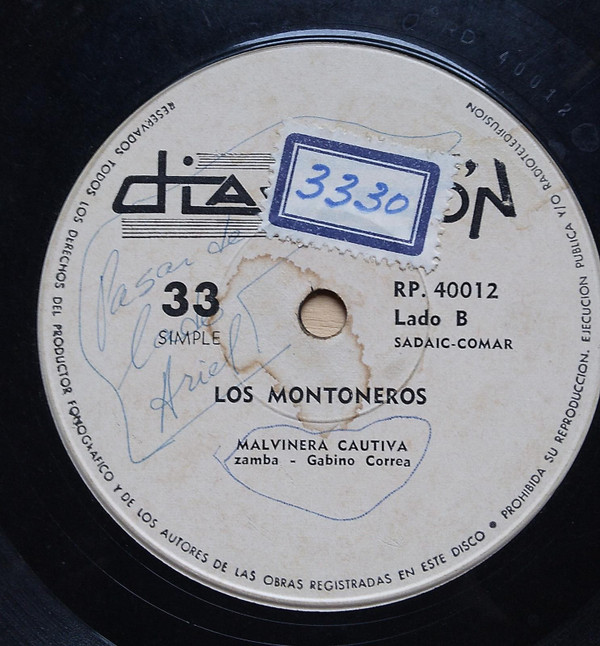 RESERVADOS TODOS LOS DERECHOS DEL PRODUCTOR FONOGRAFICO Y DE LOS AUTORES DE LAS OBRAS REGISTRADAS EN ESTE DISCO • PROHIBIDA SU REPRODUCCION, EJECUCION PUBLICA Y/O RADIOTELEDIFUSION
RD 40012
3330
Pasar de
Ariel
33
SIMPLE
RP. 40012
Lado B
SADAIC-COMAR
LOS MONTONEROS
MALVINERA CAUTIVA
zamba - Gabino Correa